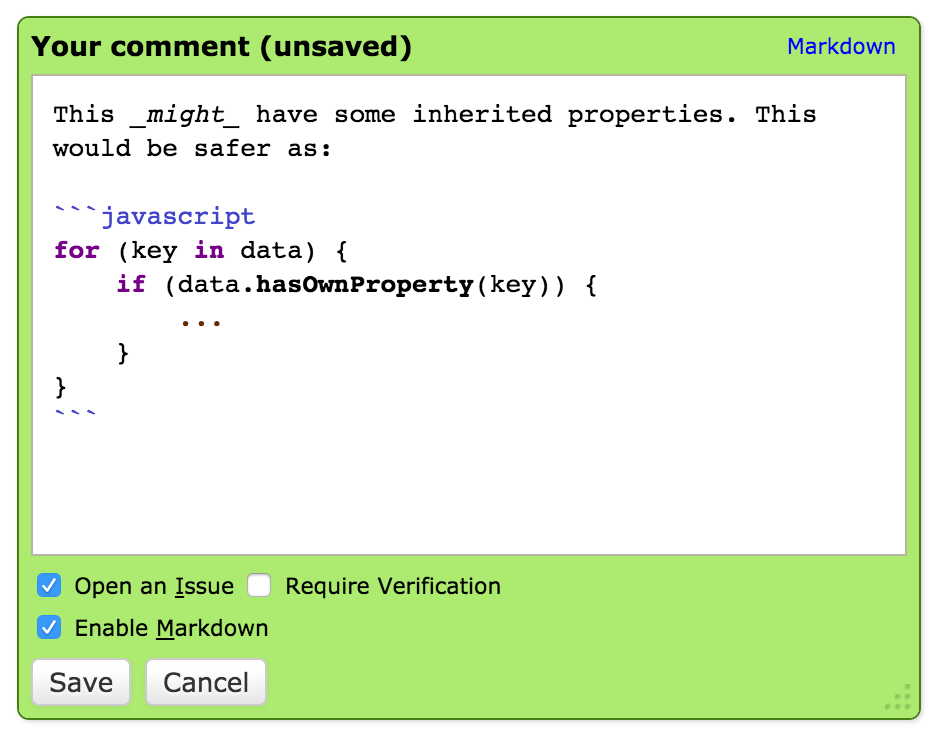 Your comment (unsaved) Markdown
This _might_ have some inherited properties. This
would be safer as:
```javascript
for (key in data) {
    if (data.hasOwnProperty(key)) {
        ...
    }
}
```
Open an Issue Require Verification
Enable Markdown
Save Cancel